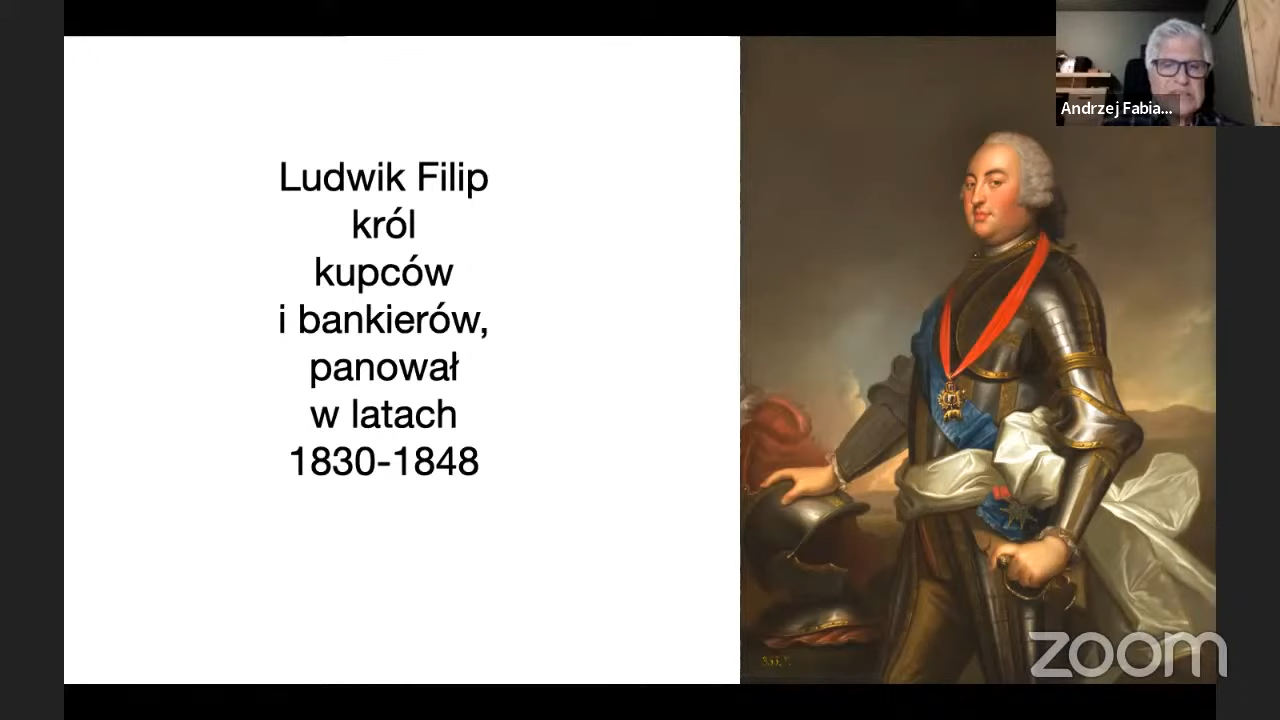 Andrzej Fabia...
Ludwik Filip
król
kupców
i bankierów,
panował
w latach
1830-1848
zoom